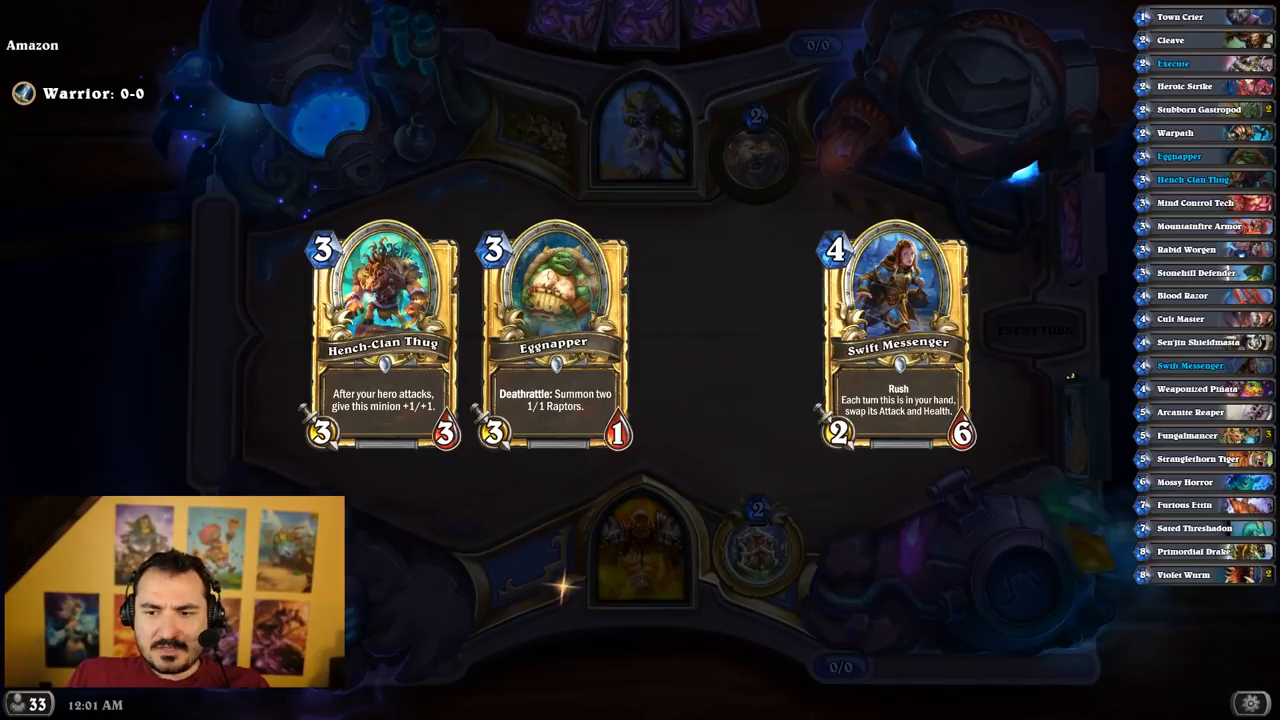 Amazon
Warrior: 0-0
0/0
2
3
Hench-Clan Thug
After your hero attacks,
give this minion +1/+1.
3
3
3
Eggnapper
Deathrattle: Summon two
1/1 Raptors.
3
1
4
Swift Messenger
Rush
Each turn this is in your hand,
swap its Attack and Health.
2
6
ENEMY TURN
2
0/0
33
12:01 AM
1 Town Crier
2 Cleave
2 Execute
2 Heroic Strike
2 Stubborn Gastropod 2
2 Warpath
3 Eggnapper
3 Hench Clan Thug
3 Mind Control Tech
3 Mountainfire Armor
3 Rabid Worgen
3 Stonehill Defender
4 Blood Razor
4 Cult Master
4 Sen'jin Shieldmasta
4 Swift Messenger
4 Weaponized Piñata
5 Arcanite Reaper
5 Fungalmancer 3
5 Stranglethorn Tiger
6 Mossy Horror
7 Furious Ettin
7 Sated Threshadon
8 Primordial Drake
8 Violet Wurm 2